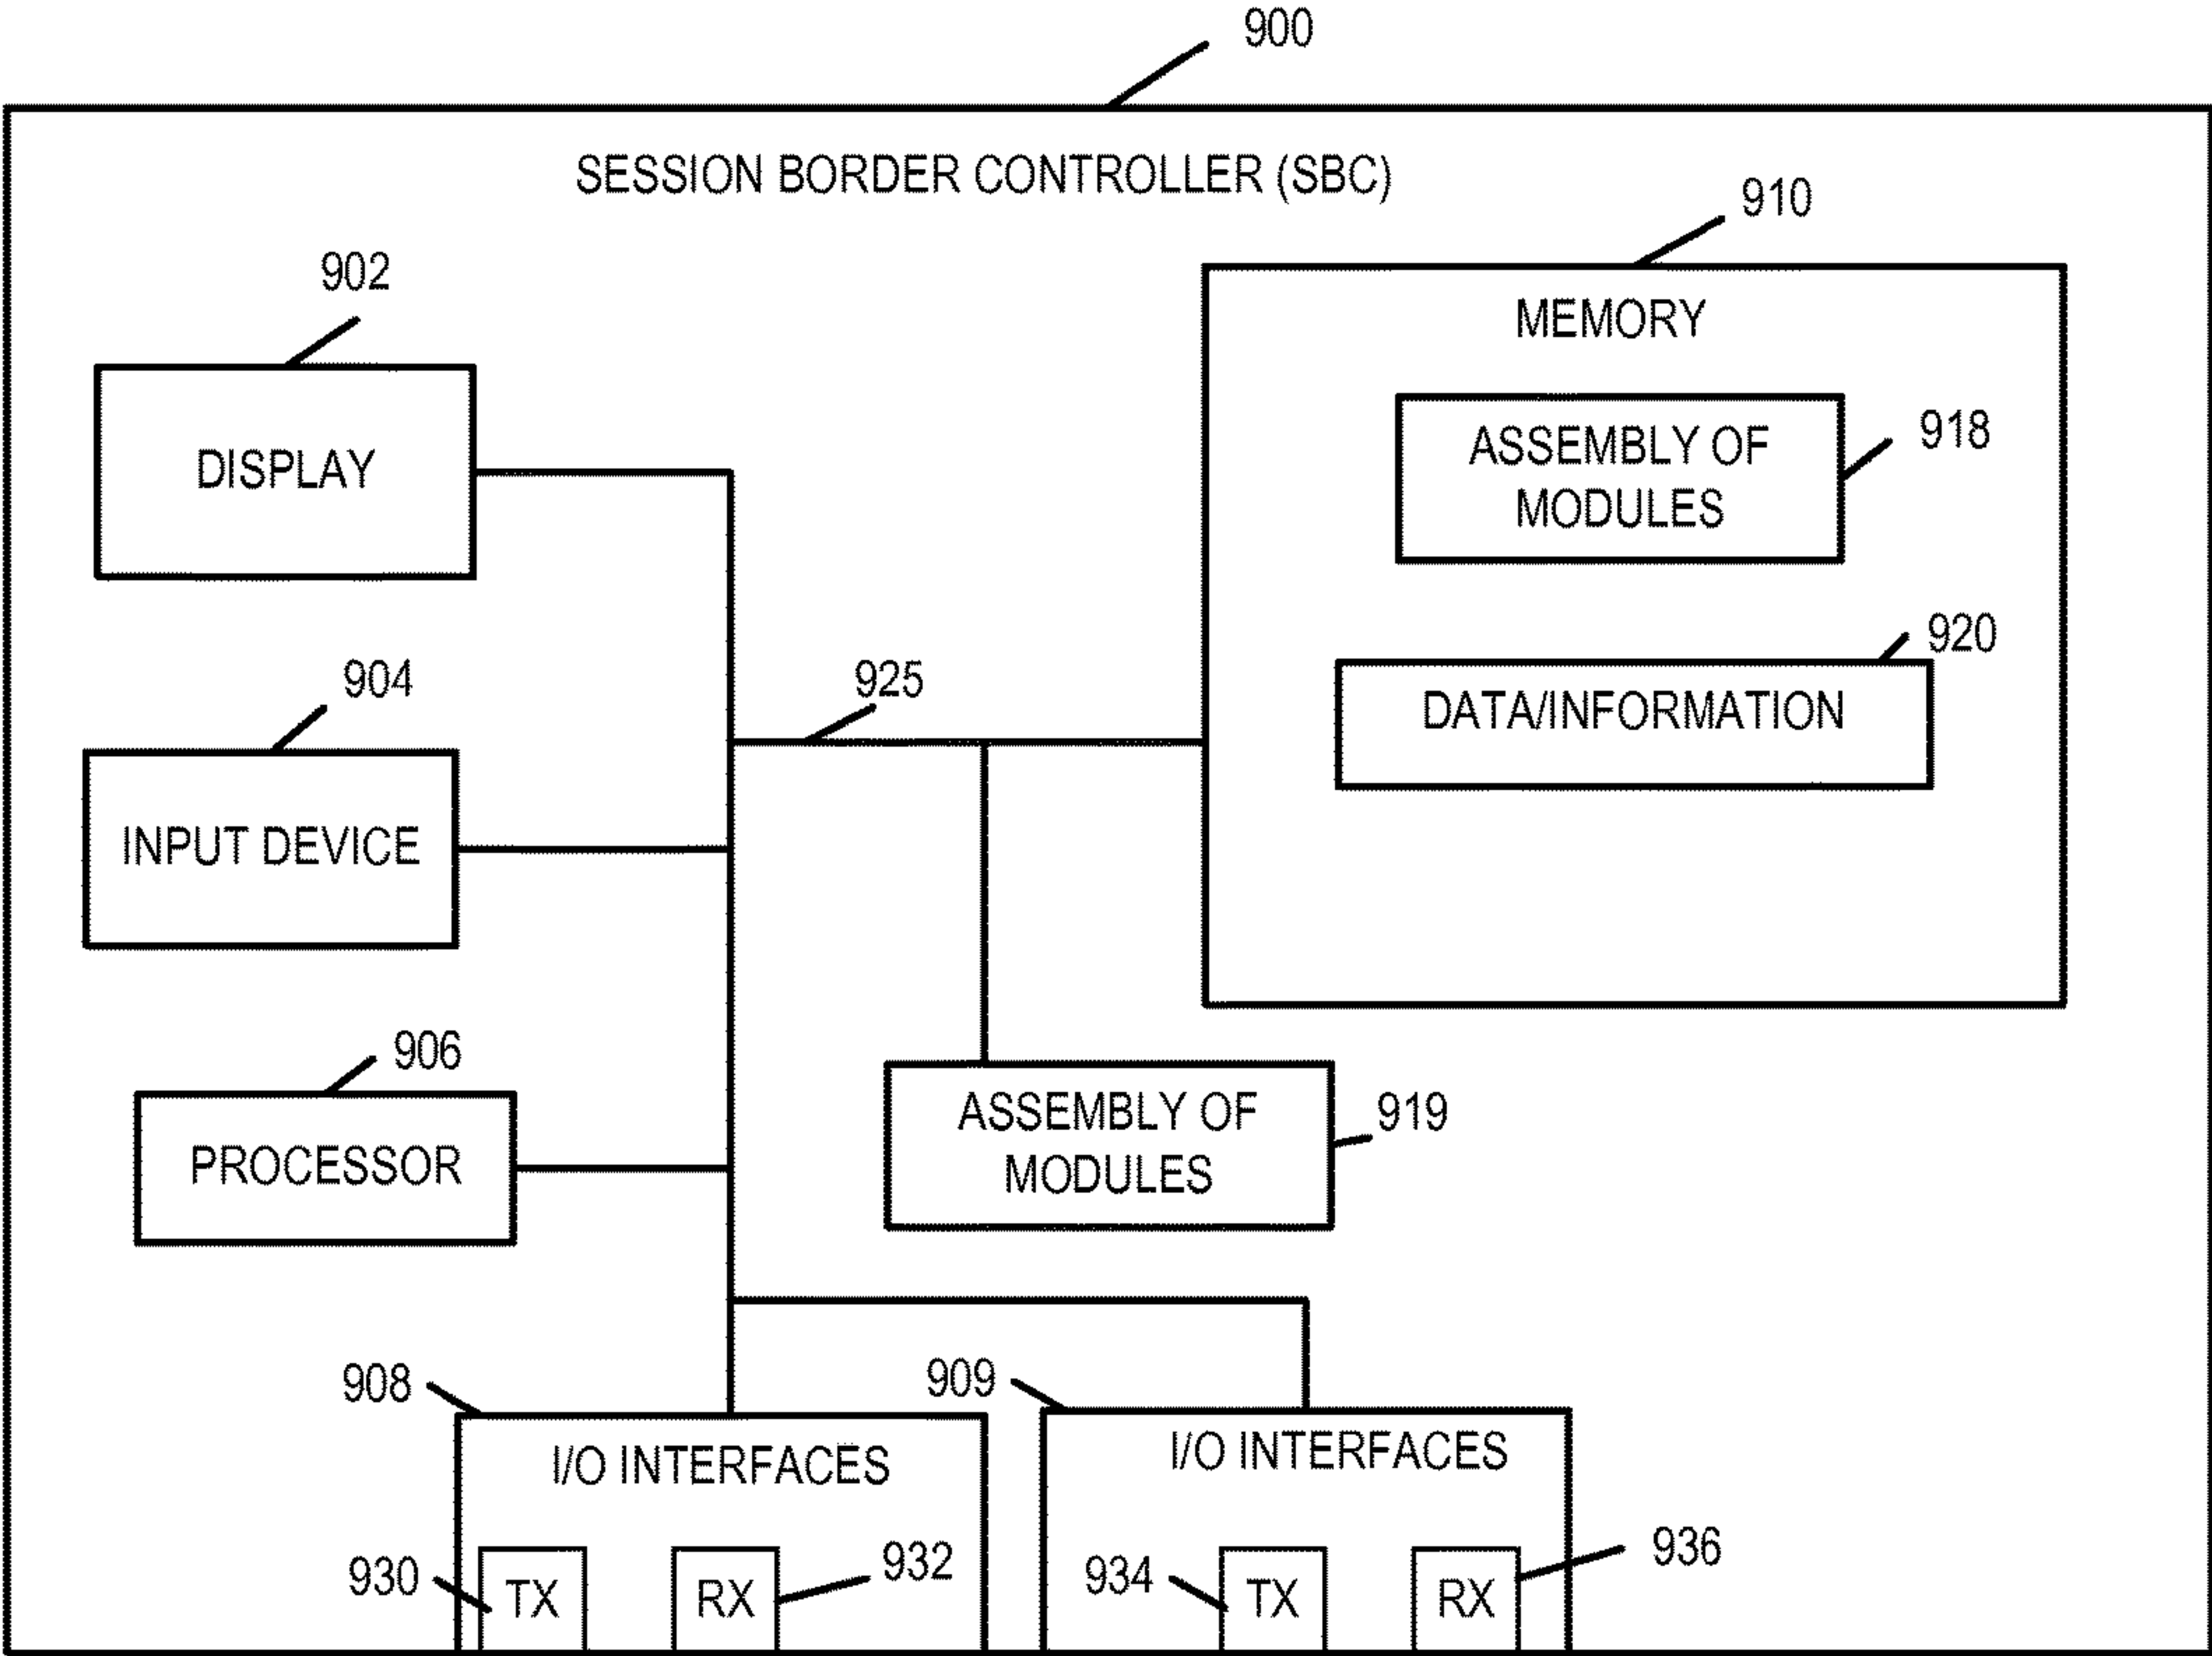 900
SESSION BORDER CONTROLLER (SBC)
910
902
MEMORY
DISPLAY
ASSEMBLY OF
MODULES
918
920
904
925
DATA/INFORMATION
INPUT DEVICE
906
PROCESSOR
ASSEMBLY OF
MODULES
919
908
909
I/O INTERFACES
I/O INTERFACES
930
TX
RX
932
934
TX
RX
936